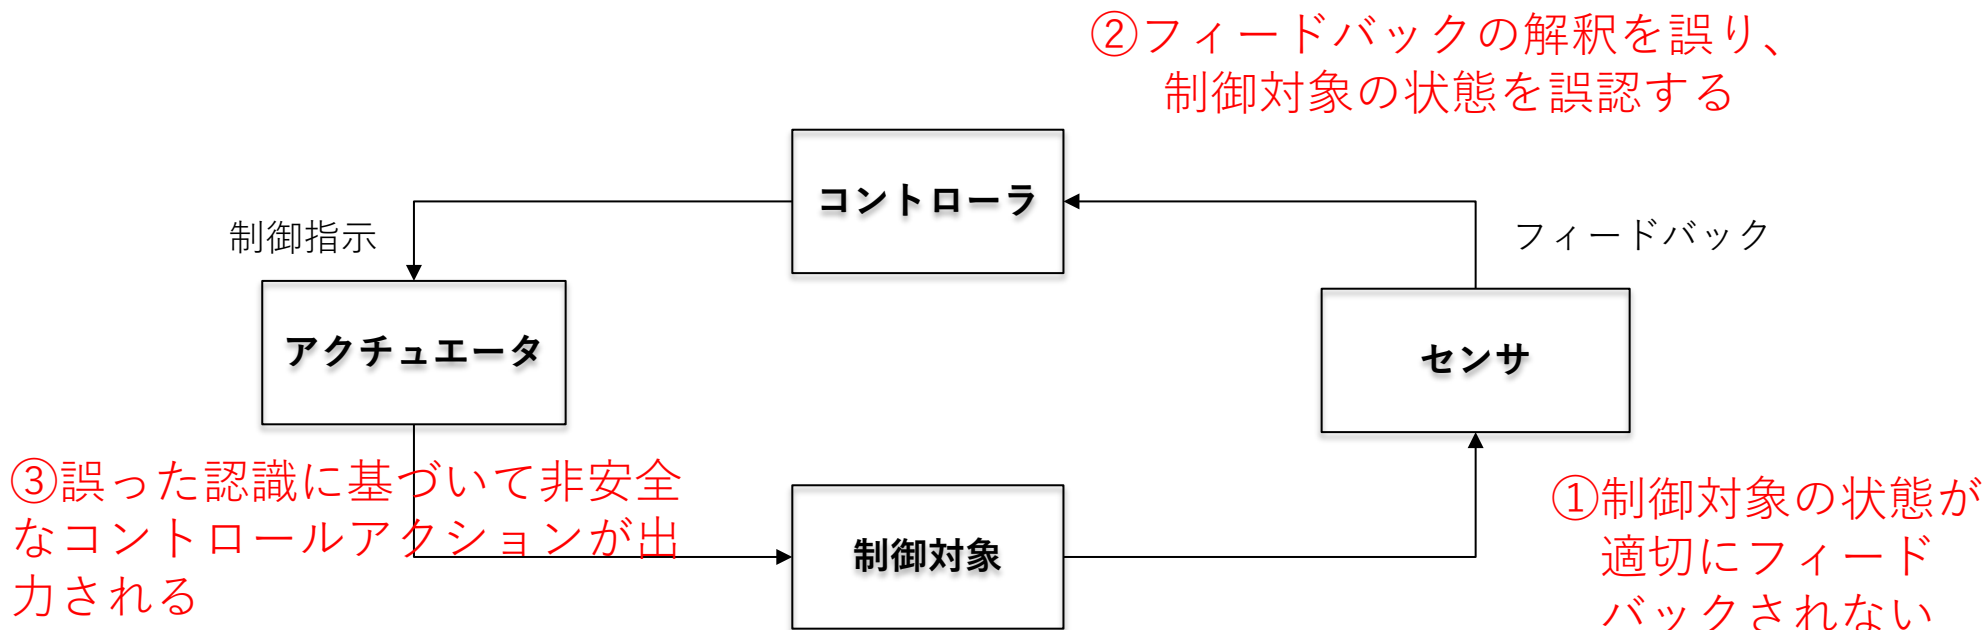 ②フィードバックの解釈を誤り、
制御対象の状態を誤認する
コントローラ
制御指示
フィードバック
アクチュエータ
センサ
③誤った認識に基づいて非安全
なコントロールアクションが出
力される
制御対象
①制御対象の状態が
適切にフィード
バックされない